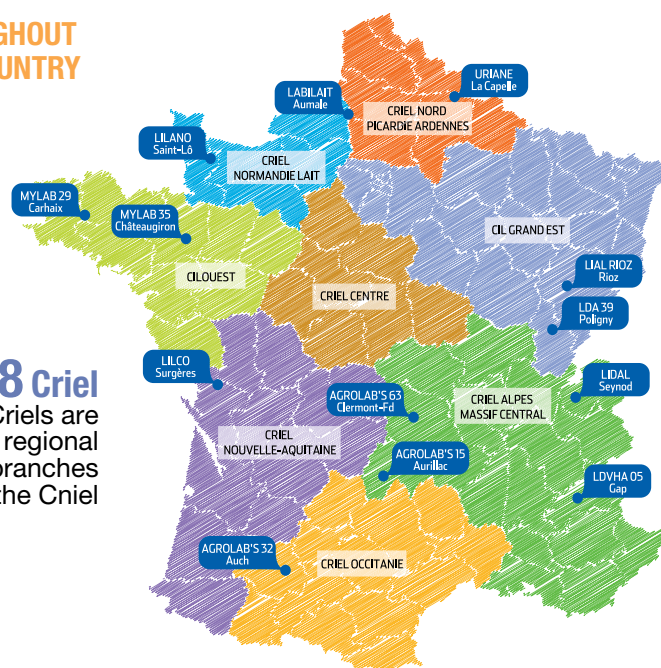 GHOUT
UNTRY
LABILAIT
Aumale
URIANE
La Capelle
CRIEL NORD
PICARDIE ARDENNES
LILANO
Saint-Lô
CRIEL
NORMANDIE LAIT
MYLAB 29
Carhaix
MYLAB 35
Châteaugiron
CIL GRAND EST
CILOUEST
CRIEL CENTRE
LIAL RIOZ
Rioz
LDA 39
Poligny
LILCO
Surgères
8 Criel
Criels are
regional
branches
the Cniel
AGROLAB'S 63
Clermont-Fd
CRIEL ALPES
MASSIF CENTRAL
LIDAL
Seynod
CRIEL
NOUVELLE-AQUITAINE
AGROLAB'S 15
Aurillac
LDVHA 05
Gap
AGROLAB'S 32
Auch
CRIEL OCCITANIE